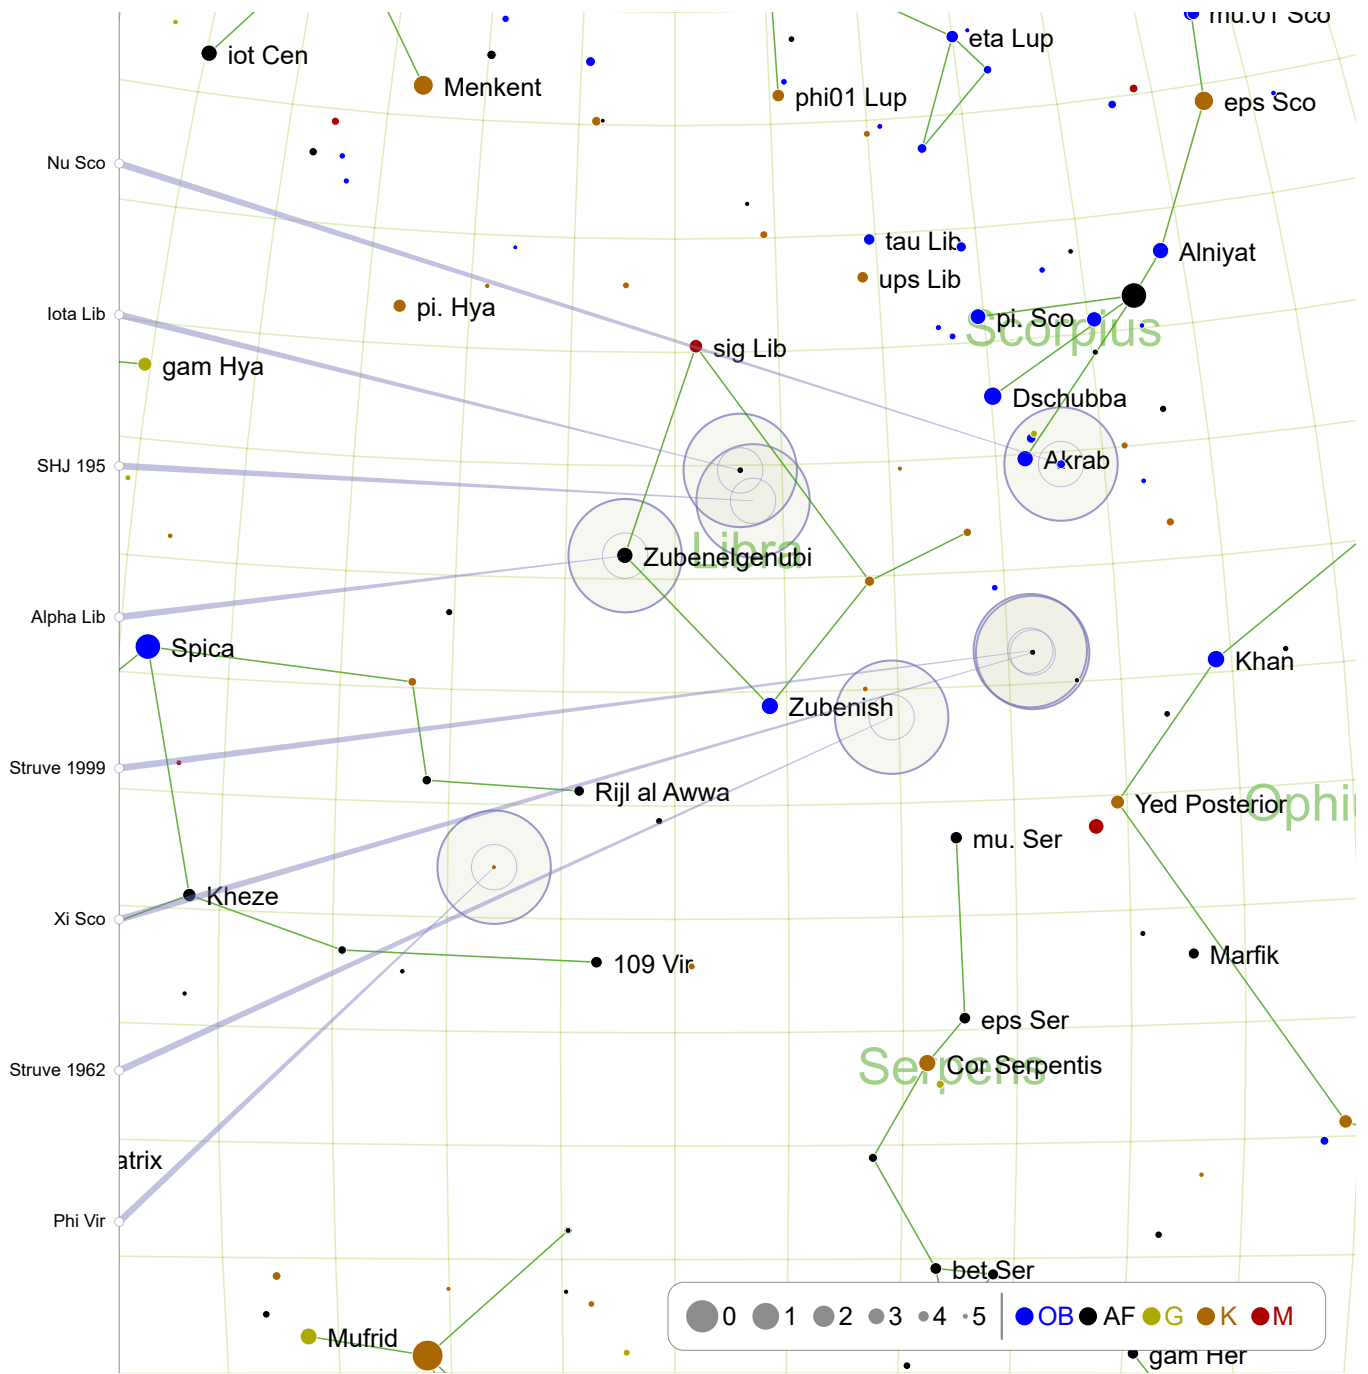 mu.01 Sco
eta Lup
iot Cen
Menkent
phi01 Lup
eps Sco
Nu Sco
tau Lib
Alniyat
ups Lib
pi. Hya
Iota Lib
pi. Sco
Scorpius
sig Lib
gam Hya
Dschubba
Akrab
SHJ 195
Libra
Zubenelgenubi
Alpha Lib
Spica
Khan
Zubenish
Struve 1999
Rijl al Awwa
Yed Posterior
Ophiu
mu. Ser
Kheze
Xi Sco
Marfik
109 Vir
eps Ser
Serpens
Cor Serpentis
Struve 1962
atrix
Phi Vir
bet Ser
0 1 2 3 4 5 OB AF G K M
Mufrid
gam Her